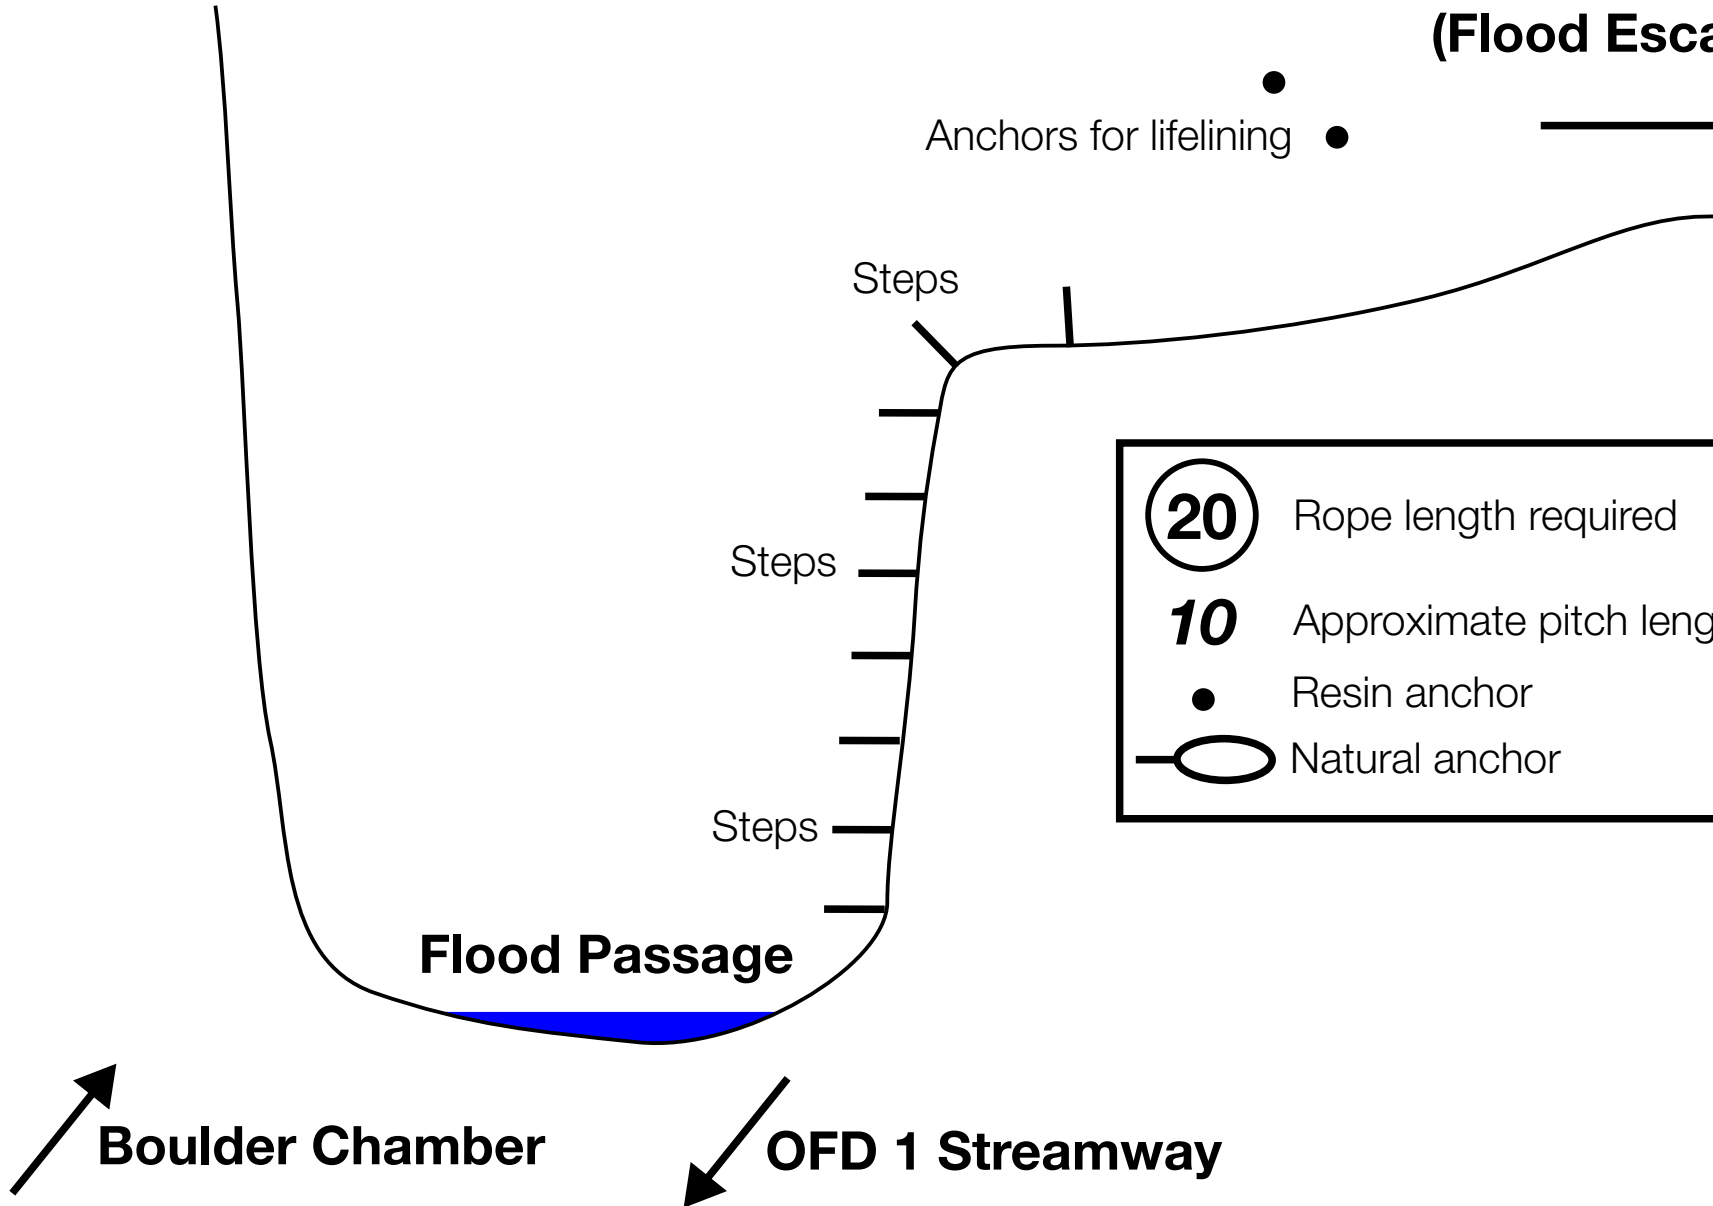 (Flood Esca
Anchors for lifelining
Steps
20 Rope length required
Steps
10 Approximate pitch leng
Resin anchor
Natural anchor
Steps
Flood Passage
Boulder Chamber
OFD 1 Streamway